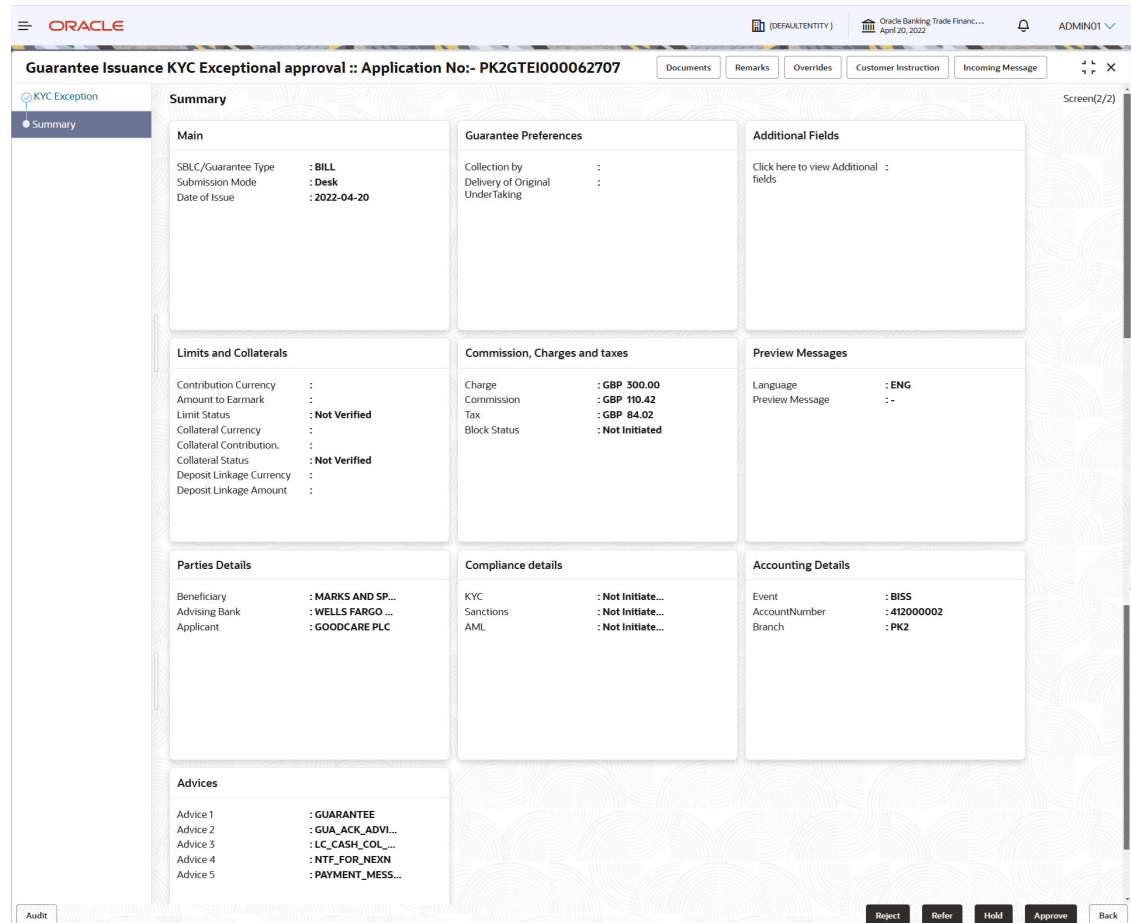 ORACLE
(DEFAULTENTITY )
Oracle Banking Trade Financ...
April 20, 2022
ADMIN01
Guarantee Issuance KYC Exceptional approval :: Application No:- PK2GTEI000062707
Documents
Remarks
Overrides
Customer Instruction
Incoming Message
KYC Exception
Summary
Summary
Screen(2/2)
Main
SBLC/Guarantee Type : BILL
Submission Mode : Desk
Date of Issue : 2022-04-20
Guarantee Preferences
Collection by :
Delivery of Original :
UnderTaking
Additional Fields
Click here to view Additional :
fields
Limits and Collaterals
Contribution Currency :
Amount to Earmark :
Limit Status : Not Verified
Collateral Currency :
Collateral Contribution. :
Collateral Status : Not Verified
Deposit Linkage Currency :
Deposit Linkage Amount :
Commission, Charges and taxes
Charge : GBP 300.00
Commission : GBP 110.42
Tax : GBP 84.02
Block Status : Not Initiated
Preview Messages
Language : ENG
Preview Message : -
Parties Details
Beneficiary : MARKS AND SP...
Advising Bank : WELLS FARGO ...
Applicant : GOODCARE PLC
Compliance details
KYC : Not Initiate...
Sanctions : Not Initiate...
AML : Not Initiate...
Accounting Details
Event : BISS
AccountNumber : 412000002
Branch : PK2
Advices
Advice 1 : GUARANTEE
Advice 2 : GUA_ACK_ADVI...
Advice 3 : LC_CASH_COL_...
Advice 4 : NTF_FOR_NEXN
Advice 5 : PAYMENT_MESS...
Audit
Reject
Refer
Hold
Approve
Back